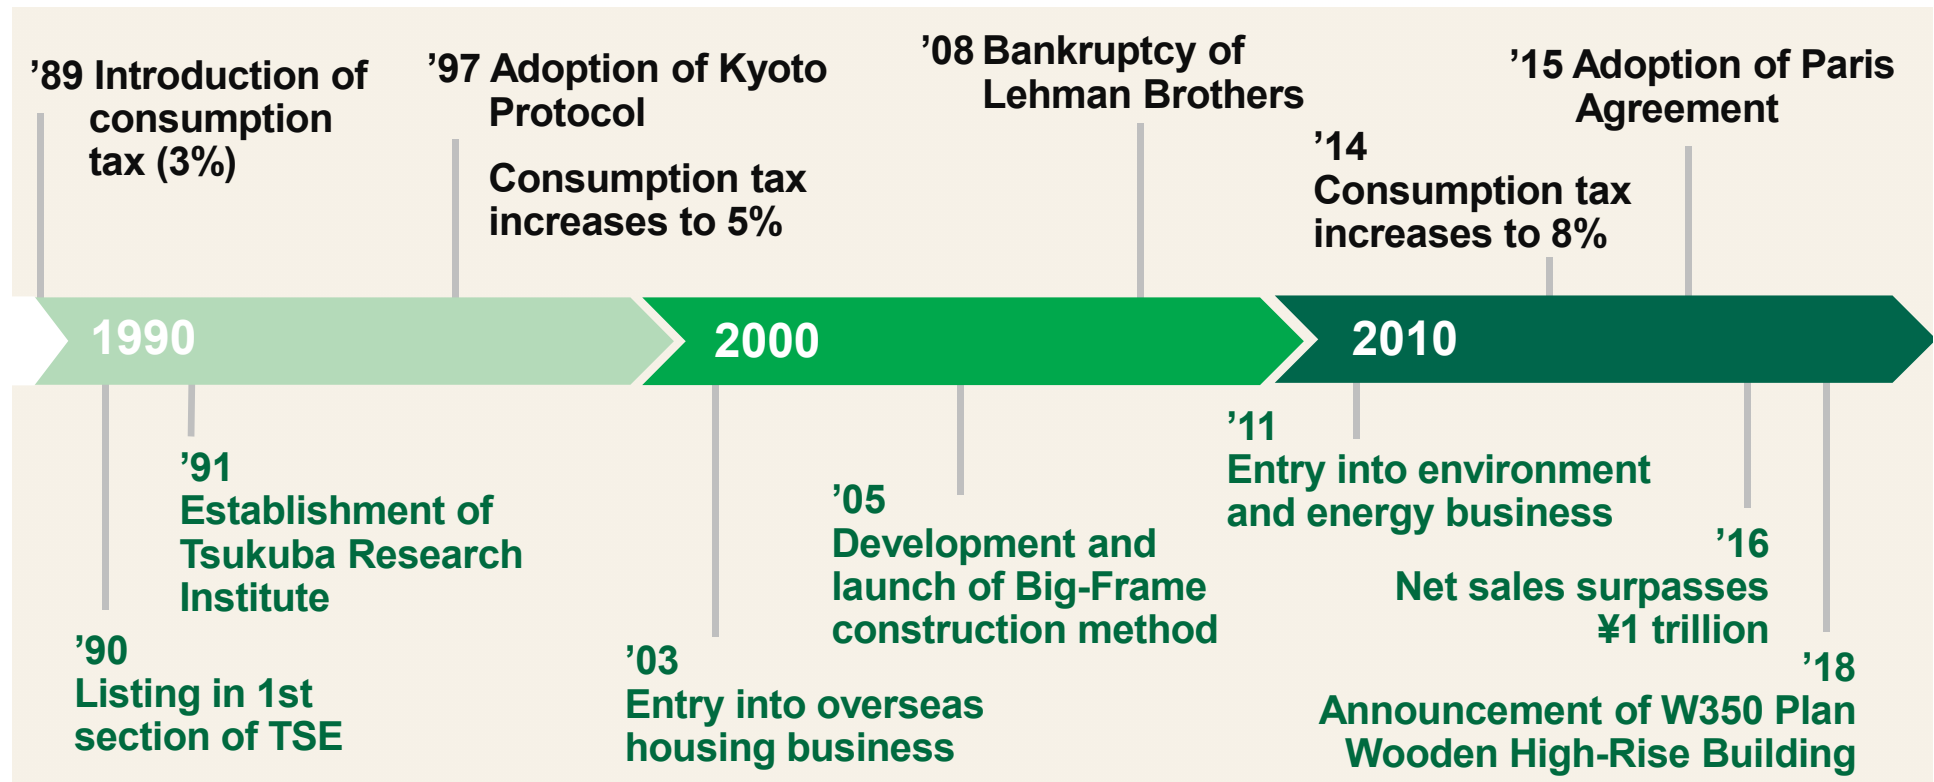 ’89 Introduction of
consumption
tax (3%)
’97 Adoption of Kyoto
Protocol
Consumption tax
increases to 5%
’08 Bankruptcy of
Lehman Brothers
’14
Consumption tax
increases to 8%
’15 Adoption of Paris
Agreement
1990
2000
2010
’90
Listing in 1st
section of TSE
’91
Establishment of
Tsukuba Research
Institute
’03
Entry into overseas
housing business
’05
Development and
launch of Big-Frame
construction method
’11
Entry into environment
and energy business
’16
Net sales surpasses
¥1 trillion
’18
Announcement of W350 Plan
Wooden High-Rise Building